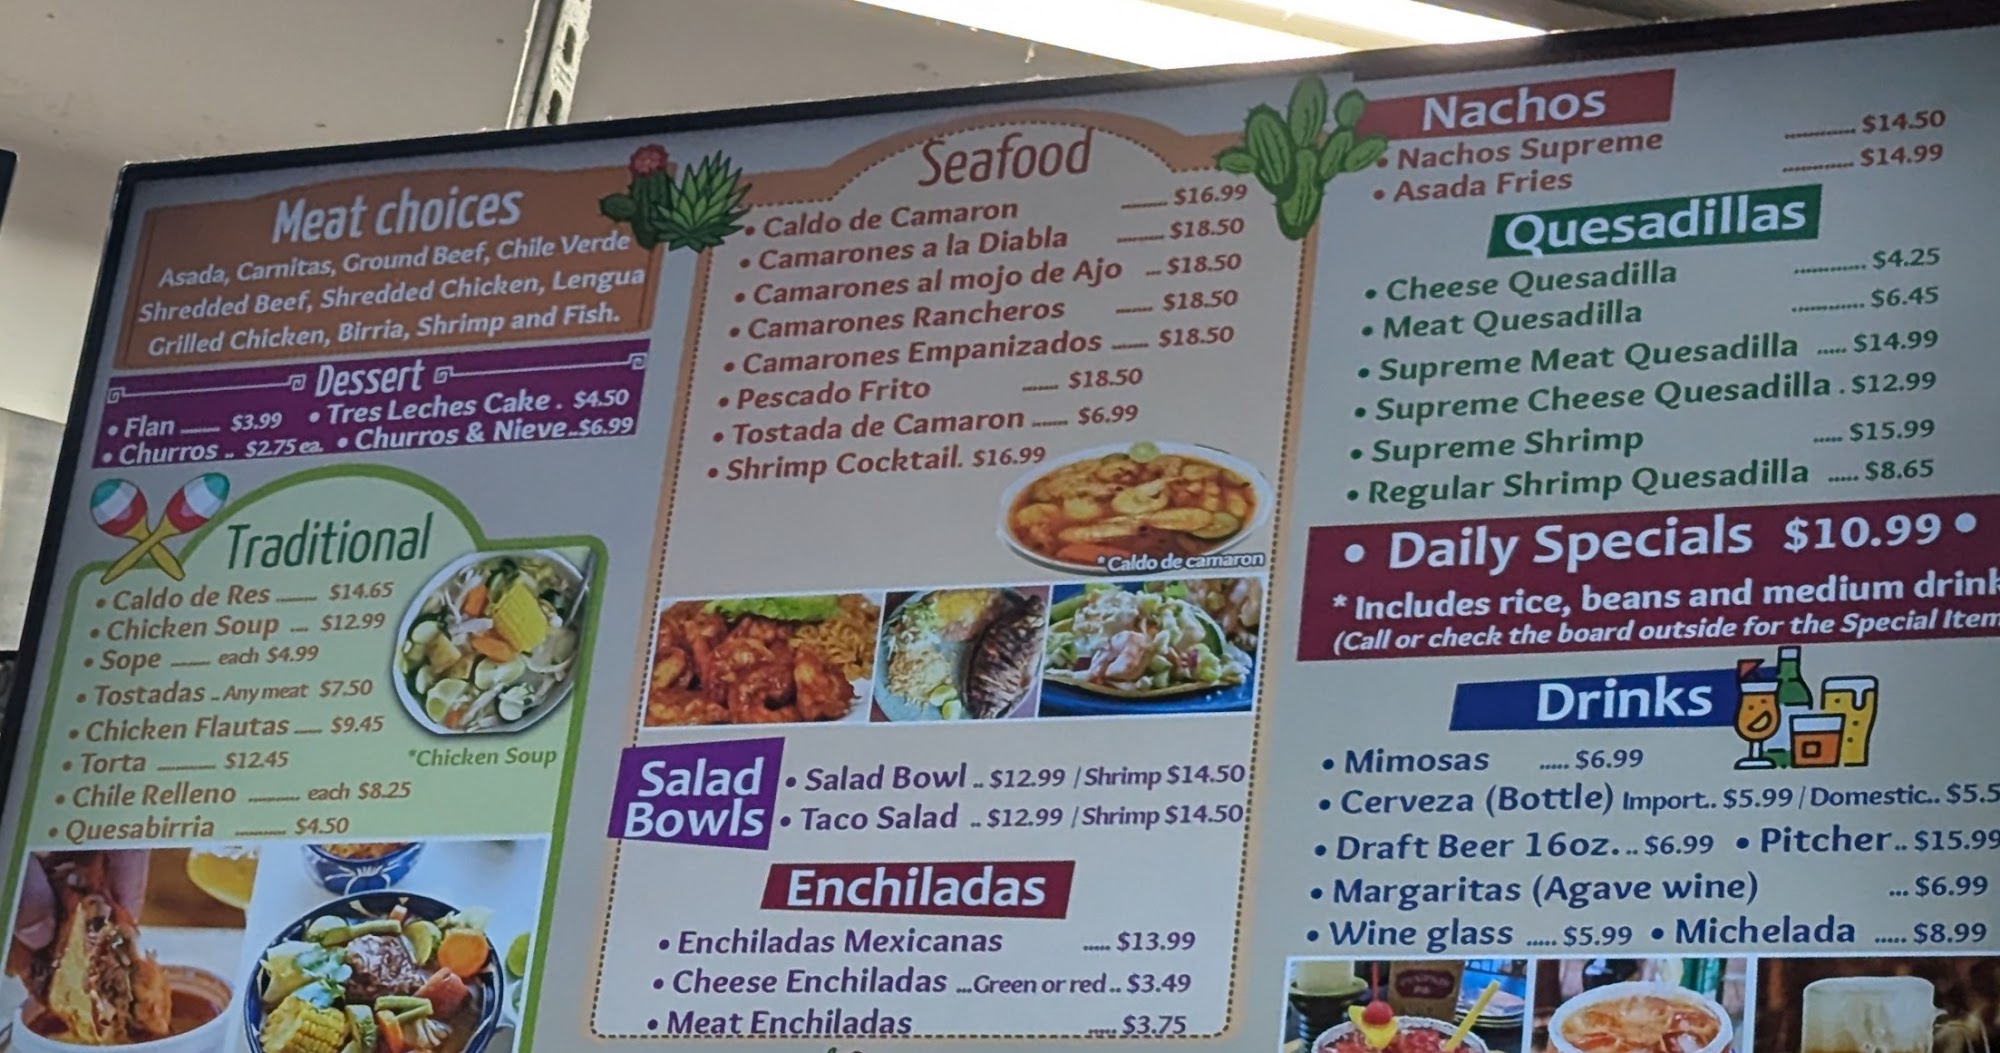 Meat choices
Asada, Carnitas, Ground Beef, Chile Verde
Shredded Beef, Shredded Chicken, Lengua
Grilled Chicken, Birria, Shrimp and Fish.
Dessert
• Flan ...... $3.99 • Tres Leches Cake . $4.50
• Churros .. $2.75 ea. • Churros & Nieve..$6.99
Traditional
• Caldo de Res ...... $14.65
• Chicken Soup .... $12.99
• Sope ...... each $4.99
• Tostadas .. Any meat $7.50
• Chicken Flautas ..... $9.45
• Torta ......... $12.45
• Chile Relleno ......... each $8.25
• Quesabirria ......... $4.50
*Chicken Soup
Seafood
• Caldo de Camaron ....... $16.99
• Camarones a la Diabla ....... $18.50
• Camarones al mojo de Ajo ... $18.50
• Camarones Rancheros ...... $18.50
• Camarones Empanizados ...... $18.50
• Pescado Frito ...... $18.50
• Tostada de Camaron ...... $6.99
• Shrimp Cocktail. $16.99
*Caldo de camaron
Salad
Bowls
• Salad Bowl .. $12.99 / Shrimp $14.50
• Taco Salad .. $12.99 / Shrimp $14.50
Enchiladas
• Enchiladas Mexicanas ..... $13.99
• Cheese Enchiladas ...Green or red.. $3.49
• Meat Enchiladas ..... $3.75
Nachos
• Nachos Supreme ............ $14.50
• Asada Fries ............ $14.99
Quesadillas
• Cheese Quesadilla ............ $4.25
• Meat Quesadilla ............ $6.45
• Supreme Meat Quesadilla ..... $14.99
• Supreme Cheese Quesadilla . $12.99
• Supreme Shrimp ..... $15.99
• Regular Shrimp Quesadilla ..... $8.65
• Daily Specials $10.99 •
* Includes rice, beans and medium drink
(Call or check the board outside for the Special Item
Drinks
• Mimosas ..... $6.99
• Cerveza (Bottle) Import.. $5.99 / Domestic.. $5.5
• Draft Beer 16oz... $6.99 • Pitcher.. $15.99
• Margaritas (Agave wine) ... $6.99
• Wine glass ..... $5.99 • Michelada ..... $8.99